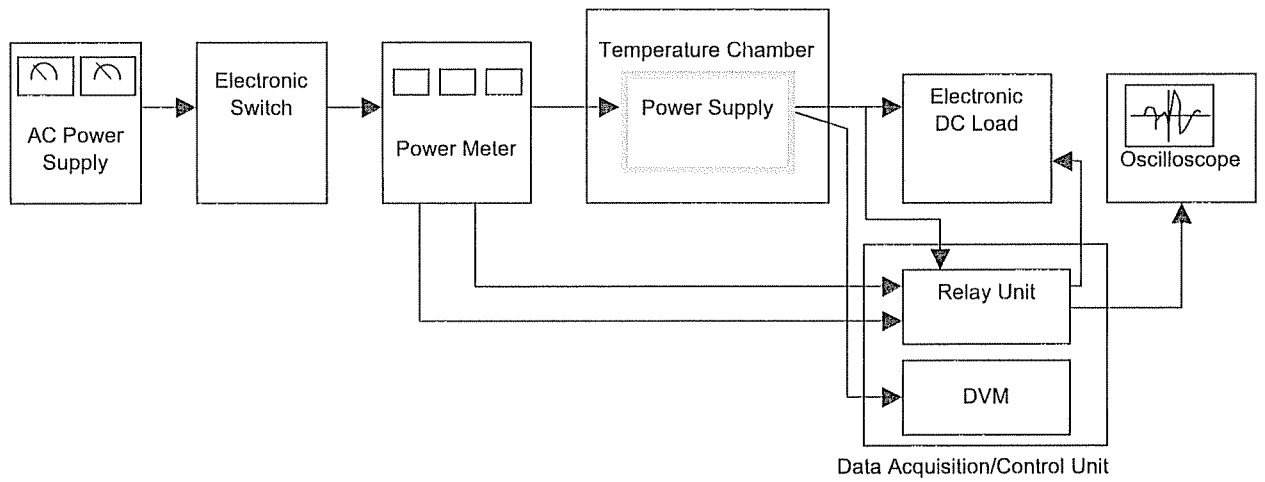 AC Power
Supply
Electronic
Switch
Power Meter
Temperature Chamber
Power Supply
Electronic
DC Load
Oscilloscope
Relay Unit
DVM
Data Acquisition/Control Unit